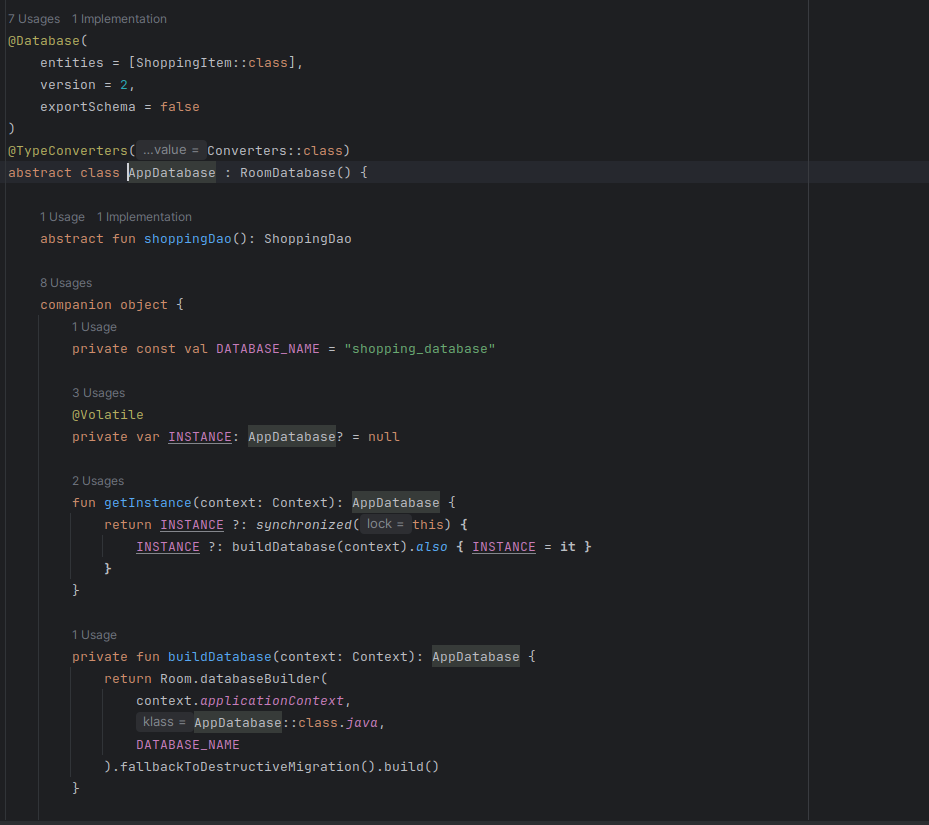 7 Usages   1 Implementation
@Database(
    entities = [ShoppingItem::class],
    version = 2,
    exportSchema = false
)
@TypeConverters( ...value = Converters::class)
abstract class AppDatabase : RoomDatabase() {
    1 Usage   1 Implementation
    abstract fun shoppingDao(): ShoppingDao
    8 Usages
    companion object {
        1 Usage
        private const val DATABASE_NAME = "shopping_database"
        3 Usages
        @Volatile
        private var INSTANCE: AppDatabase? = null
        2 Usages
        fun getInstance(context: Context): AppDatabase {
            return INSTANCE ?: synchronized( lock = this) {
                INSTANCE ?: buildDatabase(context).also { INSTANCE = it }
            }
        }
        1 Usage
        private fun buildDatabase(context: Context): AppDatabase {
            return Room.databaseBuilder(
                context.applicationContext,
                klass = AppDatabase::class.java,
                DATABASE_NAME
            ).fallbackToDestructiveMigration().build()
        }